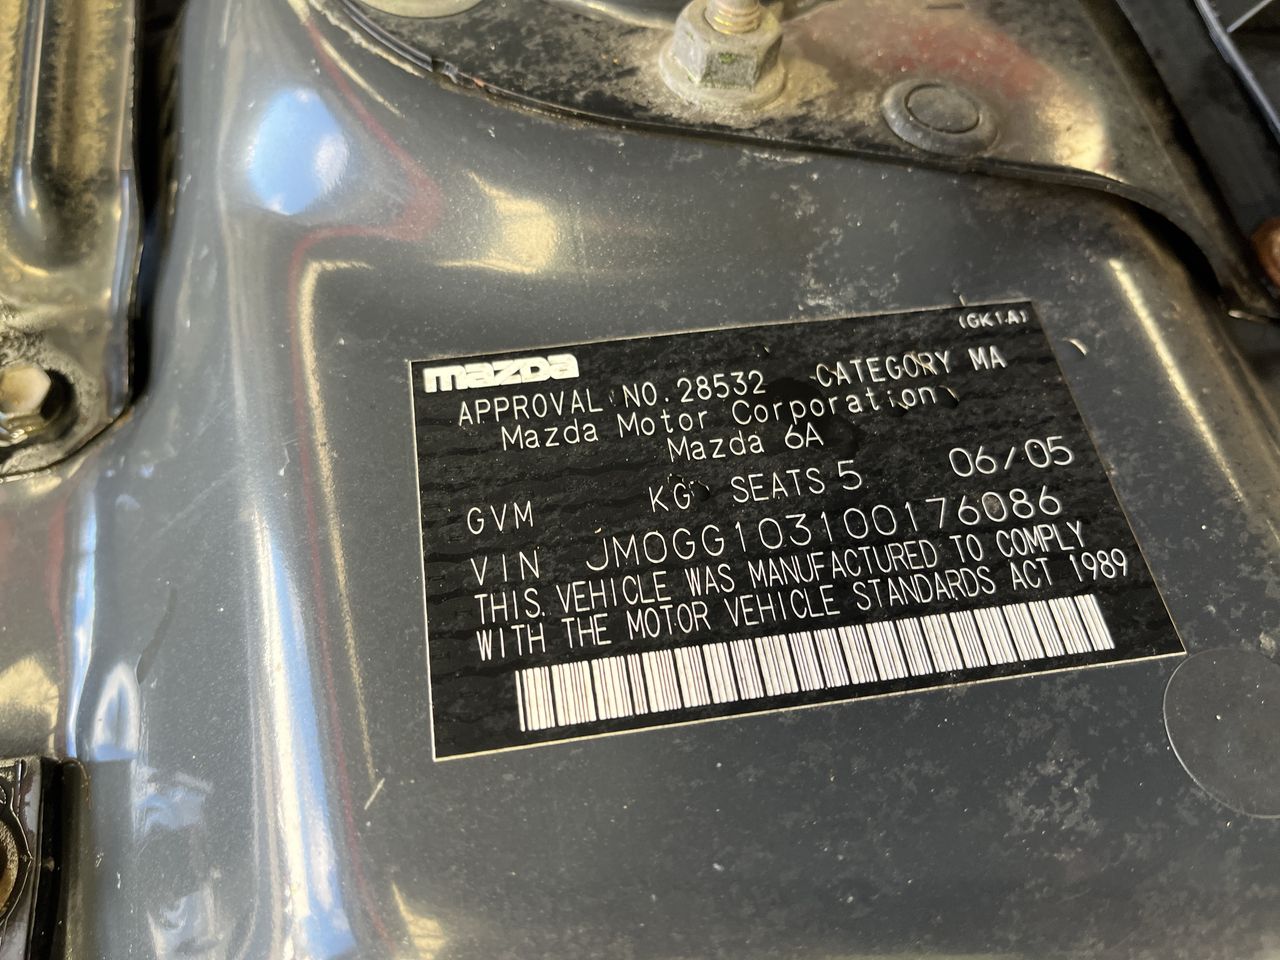 (GK1A)
mazda
APPROVAL NO. 28532 CATEGORY MA
Mazda Motor Corporation
Mazda 6A
GVM KG SEATS 5 06/05
VIN JM0GG103100176086
THIS VEHICLE WAS MANUFACTURED TO COMPLY
WITH THE MOTOR VEHICLE STANDARDS ACT 1989